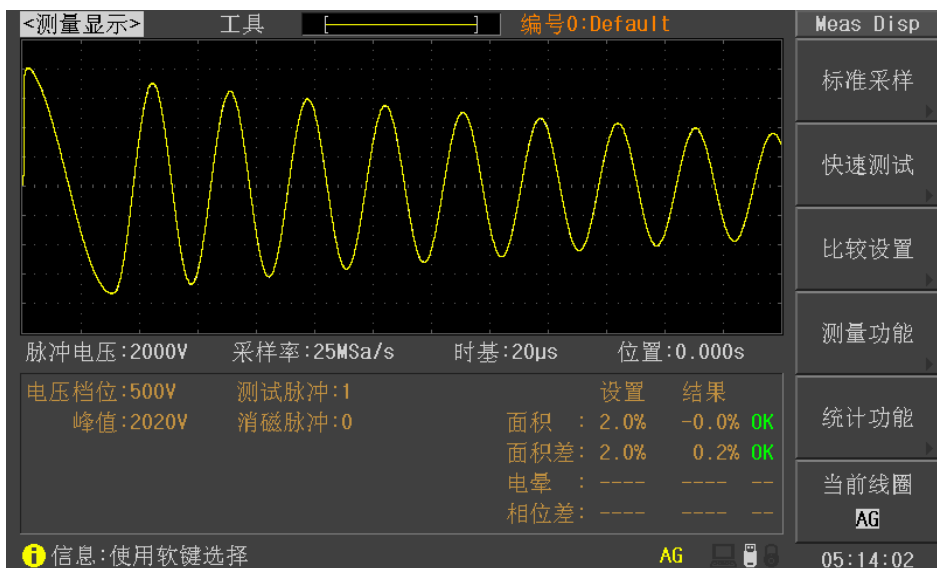 <测量显示> 工具 [ ] 编号0:Default Meas Disp
标准采样
快速测试
比较设置
测量功能
统计功能
当前线圈
AG
脉冲电压:2000V 采样率:25MSa/s 时基:20μs 位置:0.000s
电压档位:500V 测试脉冲:1 设置 结果
峰值:2020V 消磁脉冲:0 面积 : 2.0% -0.0% OK
面积差: 2.0% 0.2% OK
电晕 : ---- ---- --
相位差: ---- ---- --
信息:使用软键选择 AG 05:14:02